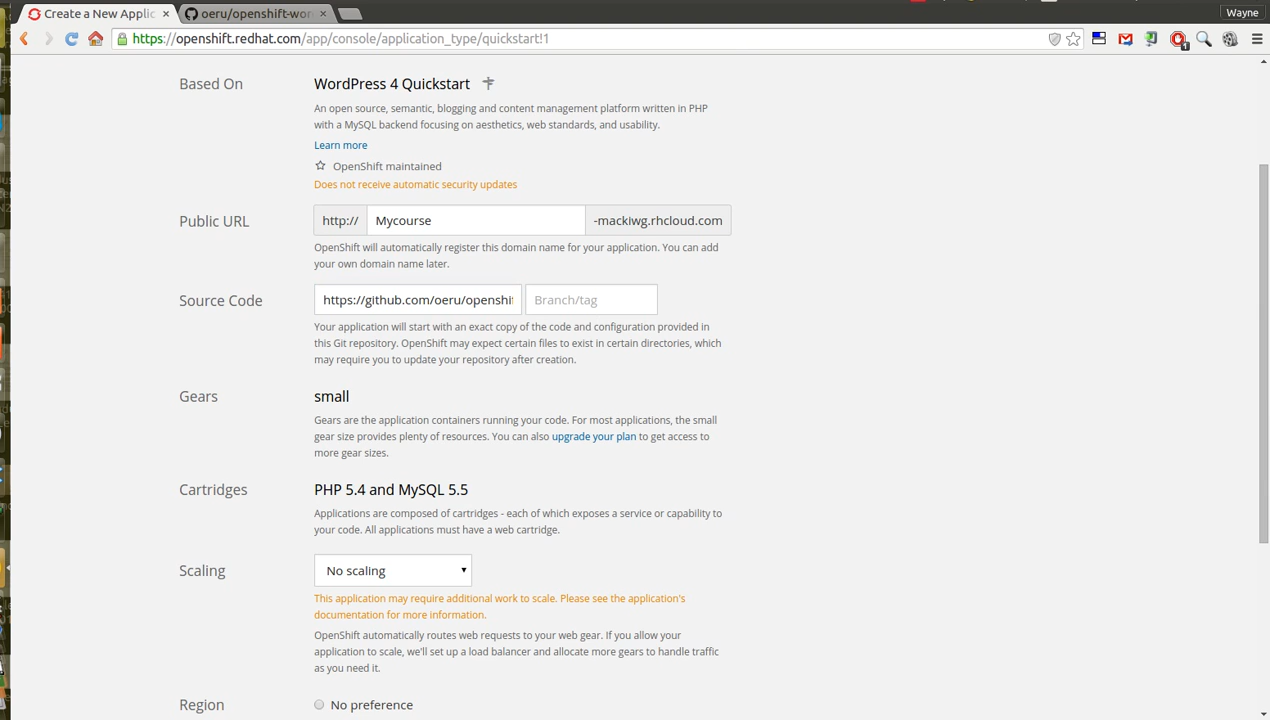 Create a New Applic
oeru/openshift-wor
Wayne
https://openshift.redhat.com/app/console/application_type/quickstart!1
1
Based On
WordPress 4 Quickstart
An open source, semantic, blogging and content management platform written in PHP
with a MySQL backend focusing on aesthetics, web standards, and usability.
Learn more
OpenShift maintained
Does not receive automatic security updates
Public URL
http:// Mycourse -mackiwg.rhcloud.com
OpenShift will automatically register this domain name for your application. You can add
your own domain name later.
Source Code
https://github.com/oeru/openshif Branch/tag
Your application will start with an exact copy of the code and configuration provided in
this Git repository. OpenShift may expect certain files to exist in certain directories, which
may require you to update your repository after creation.
Gears
small
Gears are the application containers running your code. For most applications, the small
gear size provides plenty of resources. You can also upgrade your plan to get access to
more gear sizes.
Cartridges
PHP 5.4 and MySQL 5.5
Applications are composed of cartridges - each of which exposes a service or capability to
your code. All applications must have a web cartridge.
Scaling
No scaling
This application may require additional work to scale. Please see the application's
documentation for more information.
OpenShift automatically routes web requests to your web gear. If you allow your
application to scale, we'll set up a load balancer and allocate more gears to handle traffic
as you need it.
Region
No preference